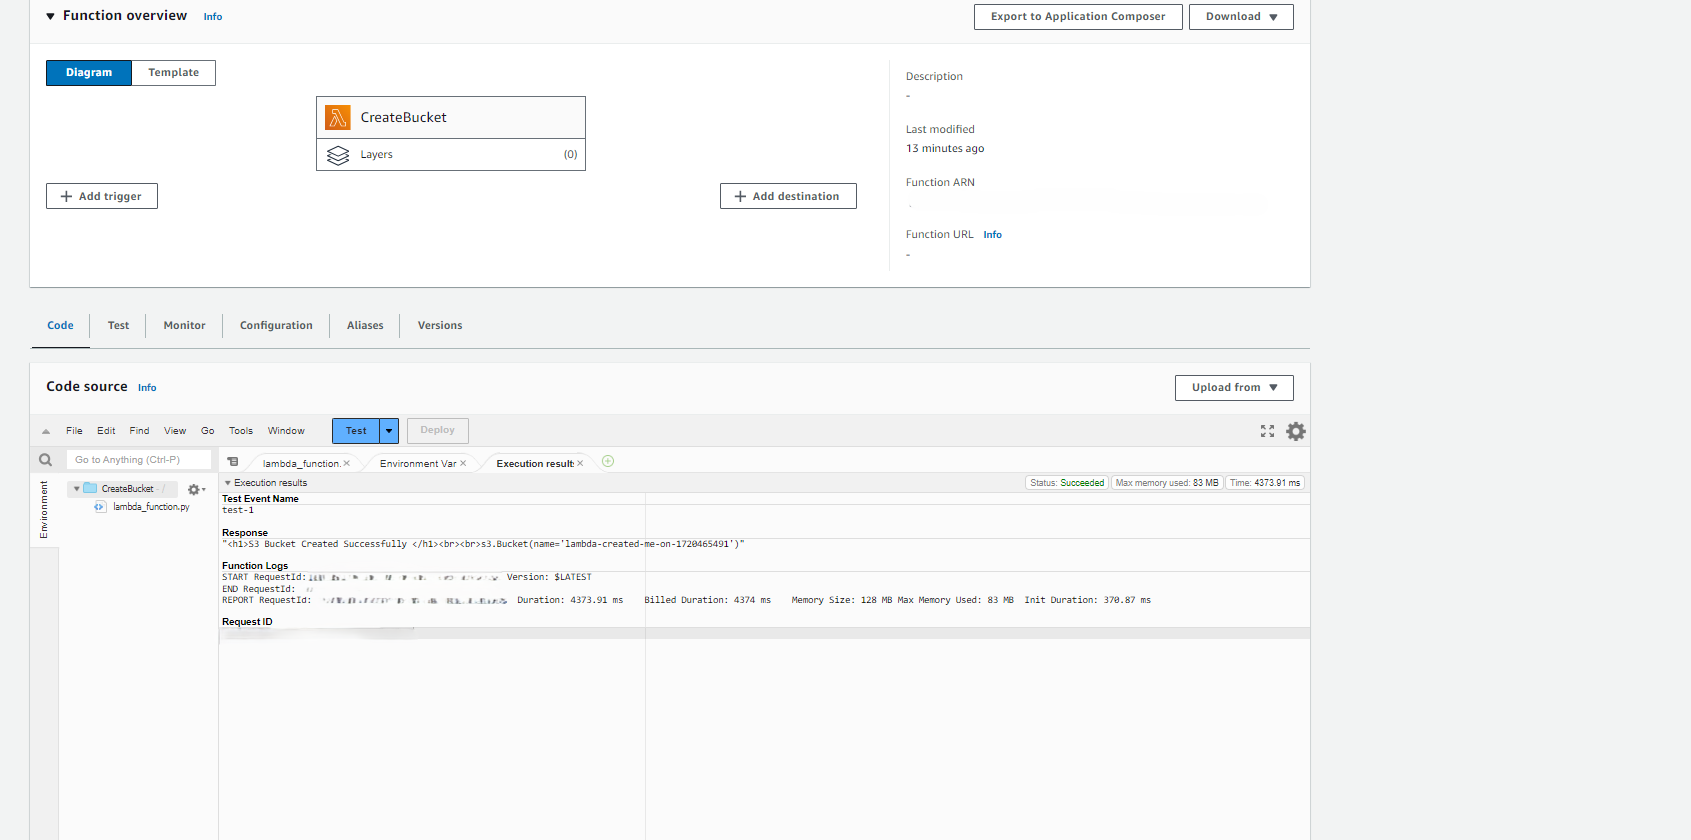 Function overview Info
Export to Application Composer
Download
Diagram
Template
CreateBucket
Layers (0)
Add trigger
Add destination
Description
-
Last modified
13 minutes ago
Function ARN
Function URL Info
-
Code
Test
Monitor
Configuration
Aliases
Versions
Code source Info
Upload from
File Edit Find View Go Tools Window
Test
Deploy
Go to Anything (Ctrl-P)
lambda_function.
Environment Var
Execution results
Environment
CreateBucket - /
lambda_function.py
Execution results
Status: Succeeded
Max memory used: 83 MB
Time: 4373.91 ms
Test Event Name
test-1
Response
"<h1>S3 Bucket Created Successfully </h1><br><br>s3.Bucket(name='lambda-created-me-on-1720465491')"
Function Logs
START RequestId: Version: $LATEST
END RequestId:
REPORT RequestId: Duration: 4373.91 ms Billed Duration: 4374 ms Memory Size: 128 MB Max Memory Used: 83 MB Init Duration: 370.87 ms
Request ID